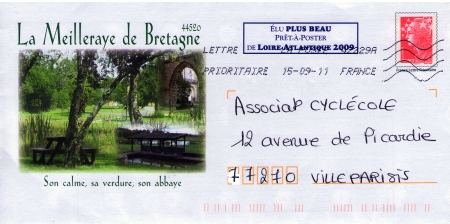 La Meilleraye de Bretagne
44520
ÉLU PLUS BEAU
PRÊT-À-POSTER
DE LOIRE-ATLANTIQUE 2009
LETTRE
PRIORITAIRE 15-09-11 FRANCE
Associat CYCLÉCOLE
12 avenue de Picardie
77270 VILLEPARISIS
Son calme, sa verdure, son abbaye